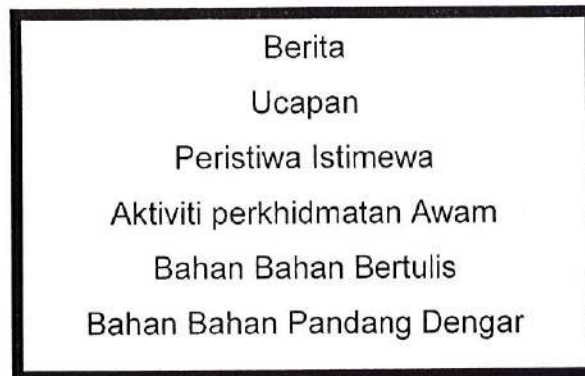 Berita
Ucapan
Peristiwa Istimewa
Aktiviti perkhidmatan Awam
Bahan Bahan Bertulis
Bahan Bahan Pandang Dengar